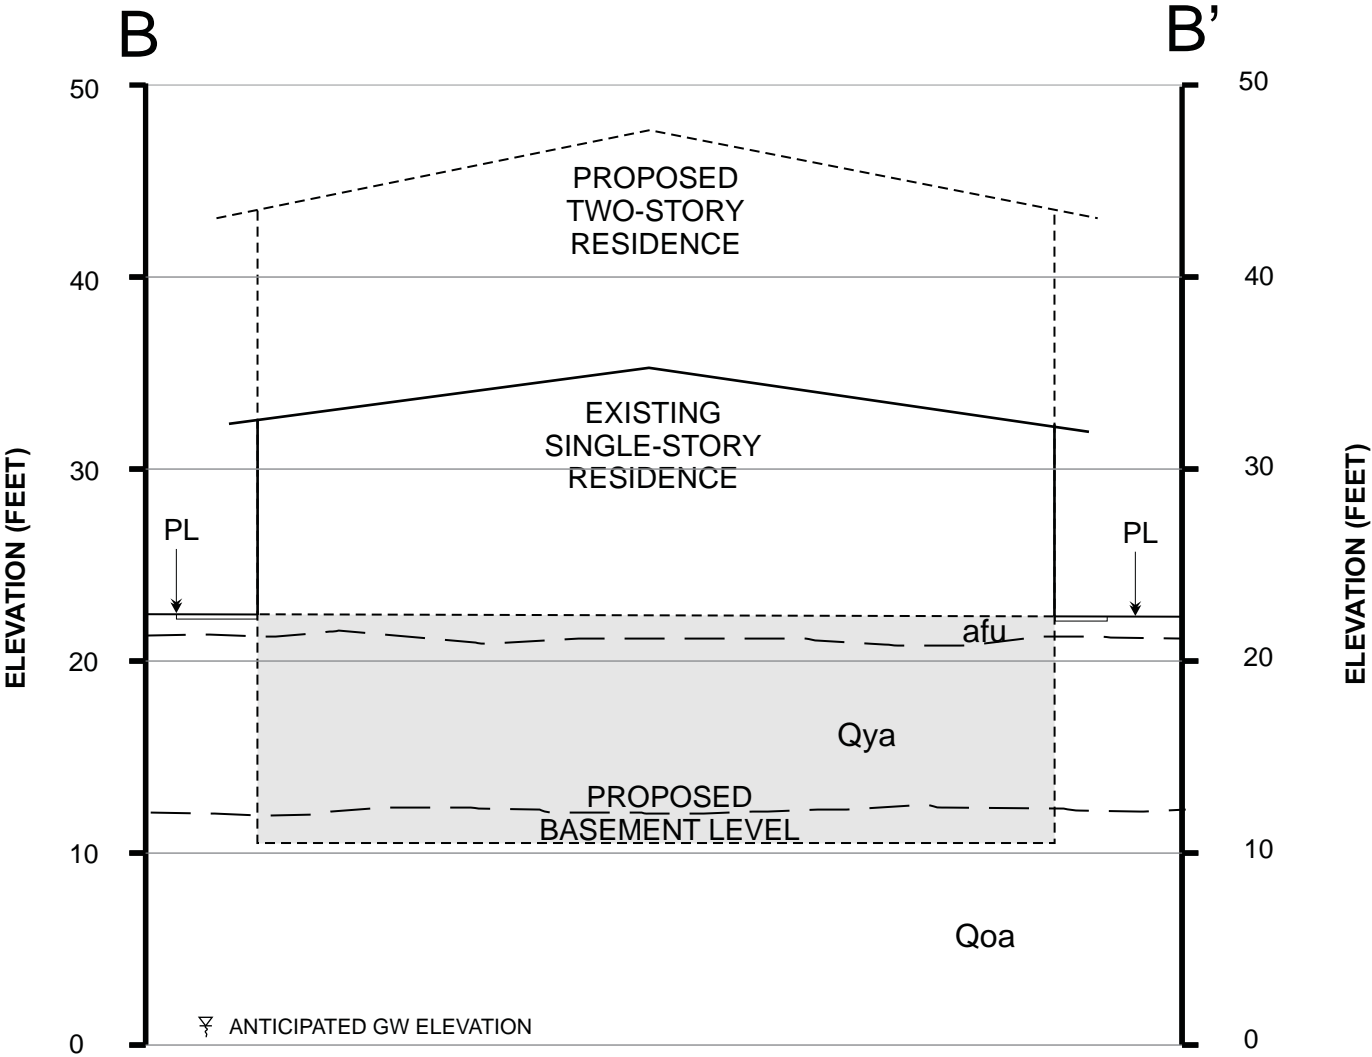 B
B’
50
50
PROPOSED
TWO-STORY
RESIDENCE
40
40
EXISTING
SINGLE-STORY
RESIDENCE
30
30
ELEVATION (FEET)
ELEVATION (FEET)
PL
PL
afu
20
20
Qya
PROPOSED
BASEMENT LEVEL
10
10
Qoa
ANTICIPATED GW ELEVATION
0
0